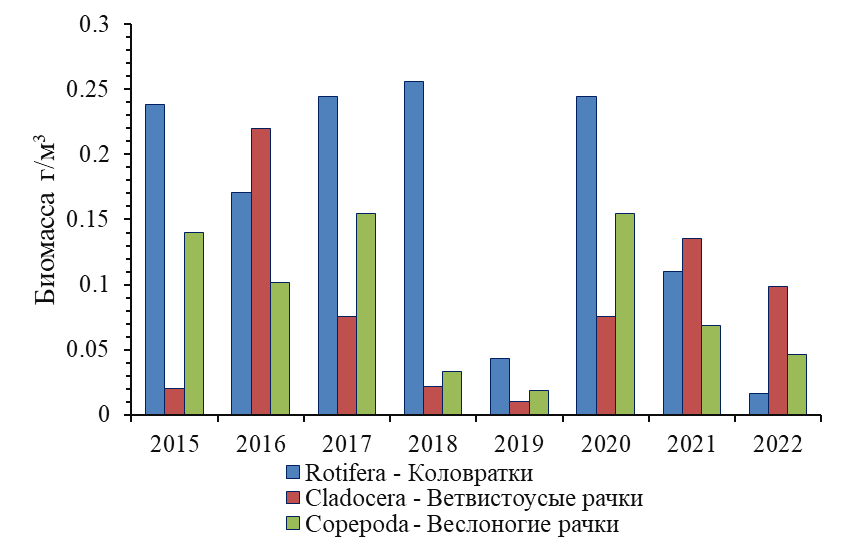 0.3
0.25
0.2
0.15
0.1
0.05
0
Биомасса г/м³
2015 2016 2017 2018 2019 2020 2021 2022
Rotifera - Коловратки
Cladocera - Ветвистоусые рачки
Copepoda - Веслоногие рачки